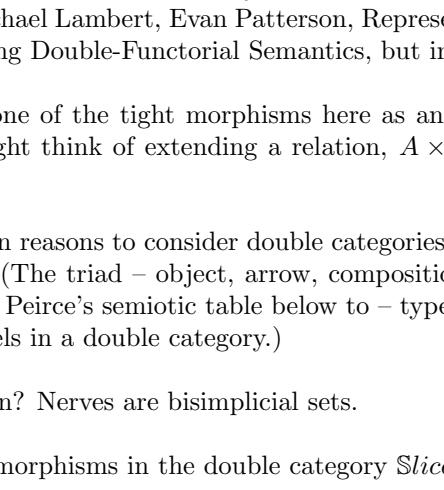 chael Lambert, Evan Patterson, Represe
ng Double-Functorial Semantics, but in
one of the tight morphisms here as an
ght think of extending a relation, A ×
n reasons to consider double categories
(The triad – object, arrow, compositio
Peirce's semiotic table below to – type
els in a double category.)
n? Nerves are bisimplicial sets.
morphisms in the double category 𝕊lice